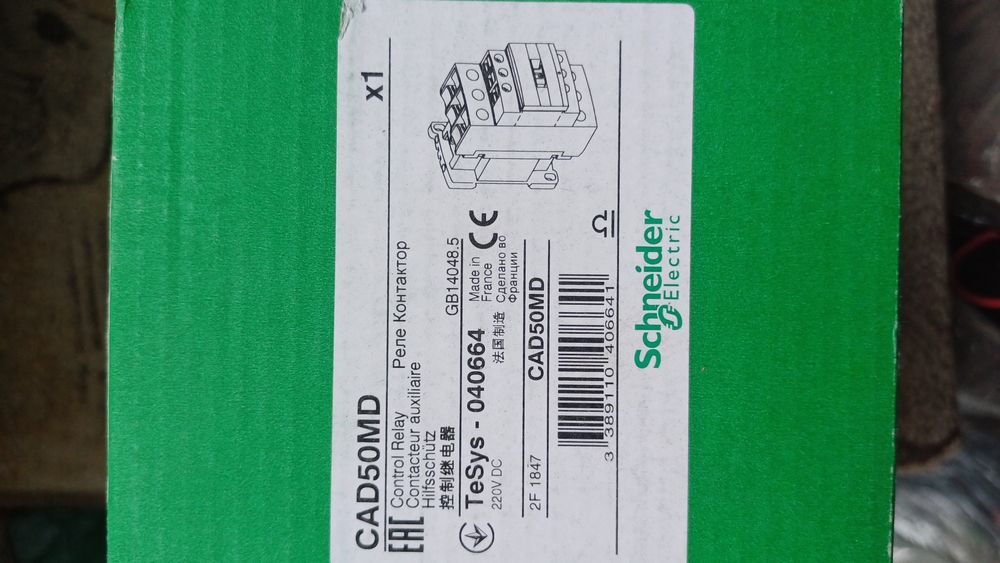 CAD50MD
x1
EAC
Control Relay Реле Контактор
Contacteur auxiliaire
Hilfsschütz
控制继电器
GB14048.5
TeSys - 040664
220V DC
法国制造
Made in
France
Сделано во
Франции
CE
2F 1847
CAD50MD
3 389110 406641
Schneider
Electric